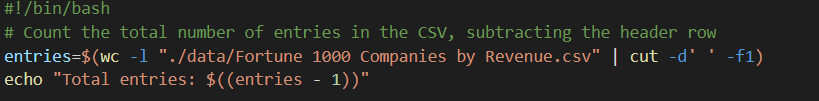 #!/bin/bash
# Count the total number of entries in the CSV, subtracting the header row
entries=$(wc -l "./data/Fortune 1000 Companies by Revenue.csv" | cut -d' ' -f1)
echo "Total entries: $((entries - 1))"